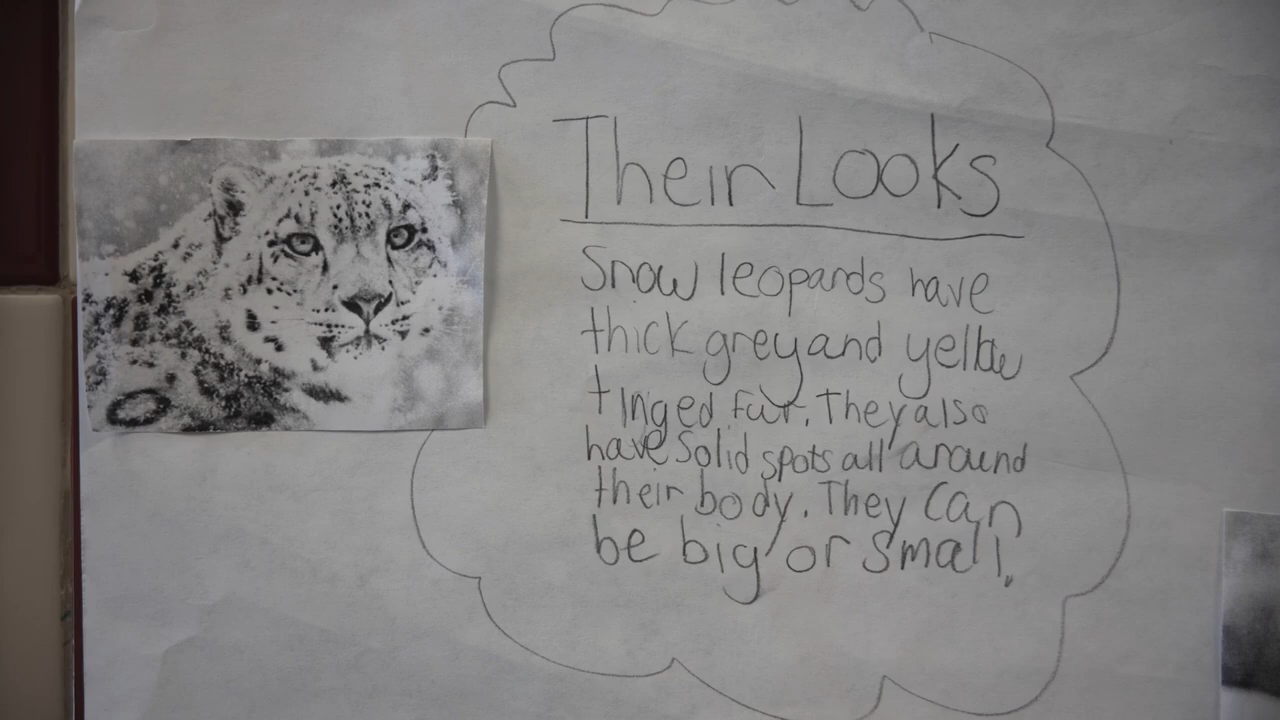 Their Looks
Snow leopards have
thick grey and yellow
tinged fur. They also
have solid spots all around
their body. They can
be big or small.